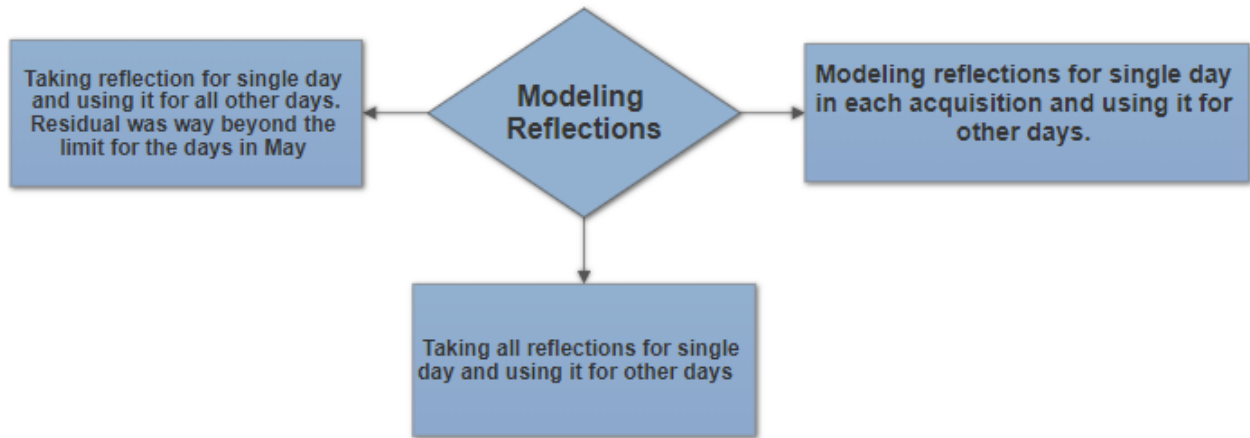 Taking reflection for single day
and using it for all other days.
Residual was way beyond the
limit for the days in May
Modeling
Reflections
Modeling reflections for single day
in each acquisition and using it for
other days.
Taking all reflections for single
day and using it for other days